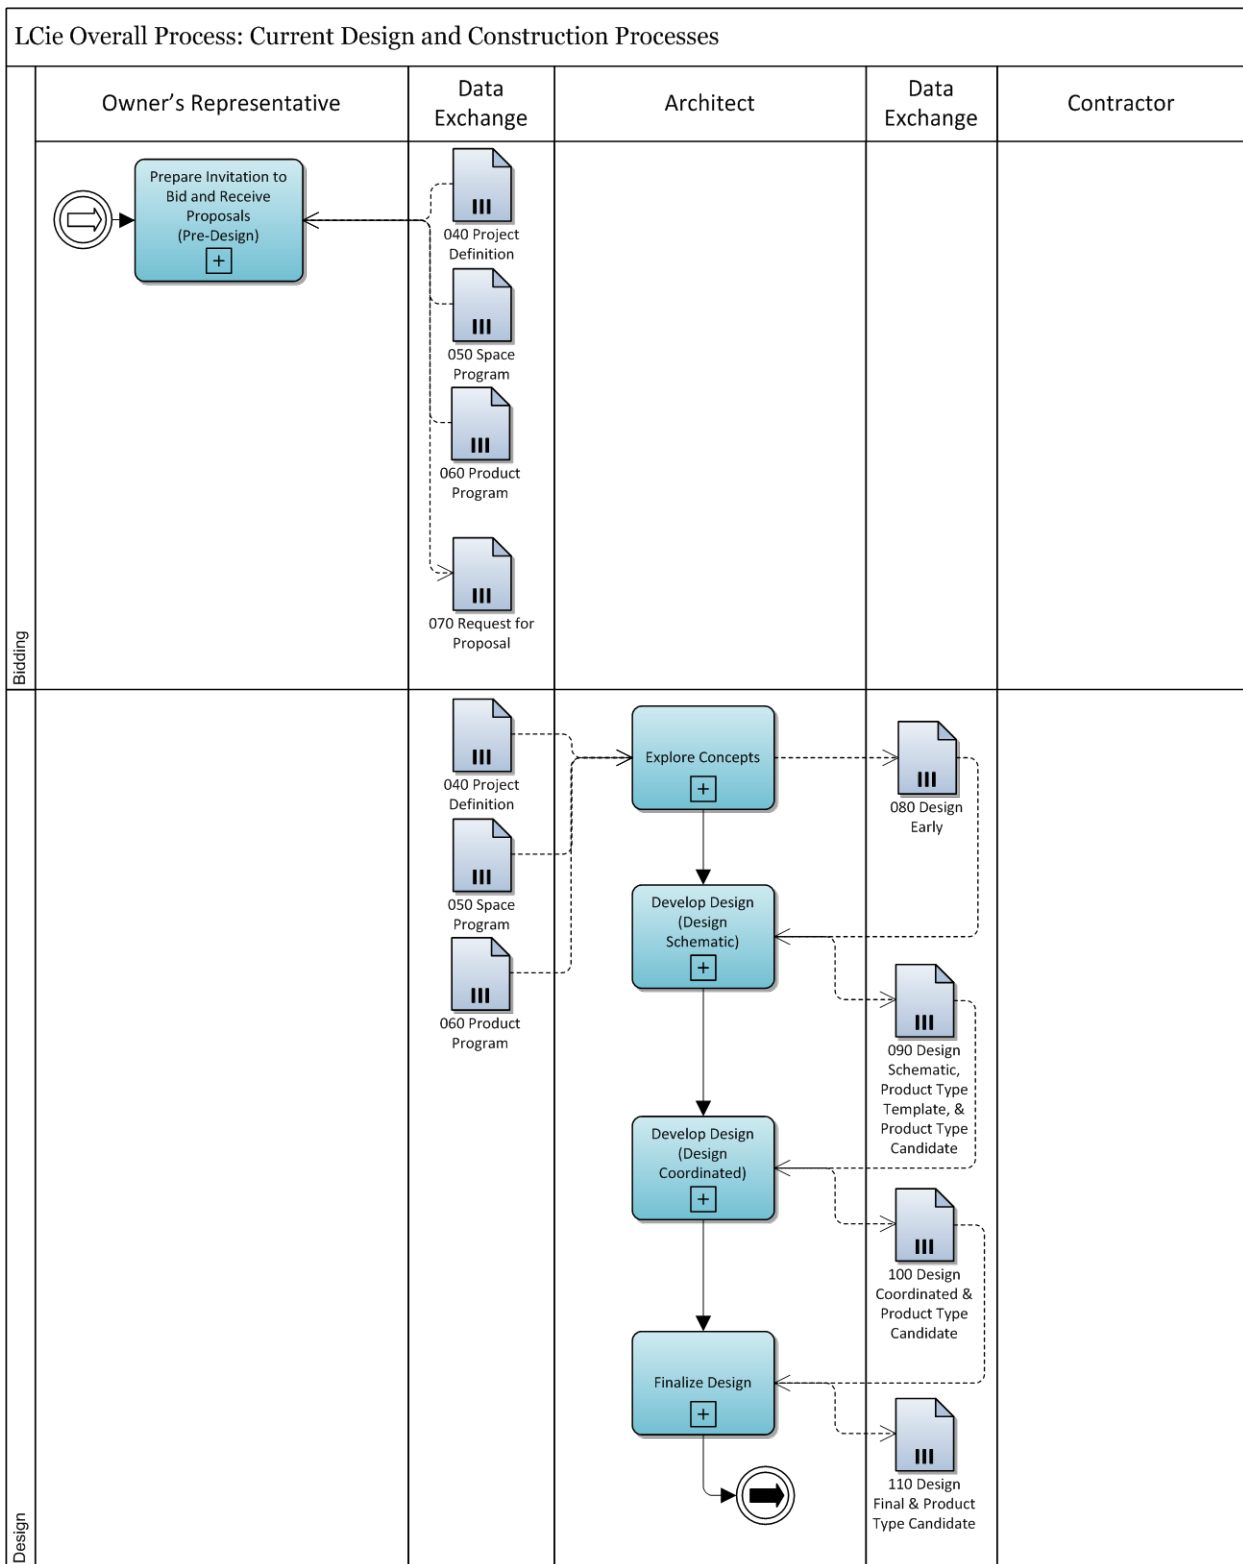 LCie Overall Process: Current Design and Construction Processes
Owner's Representative
Data
Exchange
Architect
Data
Exchange
Contractor
Bidding
Prepare Invitation to
Bid and Receive
Proposals
(Pre-Design)
040 Project
Definition
050 Space
Program
060 Product
Program
070 Request for
Proposal
Design
040 Project
Definition
050 Space
Program
060 Product
Program
Explore Concepts
080 Design
Early
Develop Design
(Design
Schematic)
090 Design
Schematic,
Product Type
Template, &
Product Type
Candidate
Develop Design
(Design
Coordinated)
100 Design
Coordinated &
Product Type
Candidate
Finalize Design
110 Design
Final & Product
Type Candidate